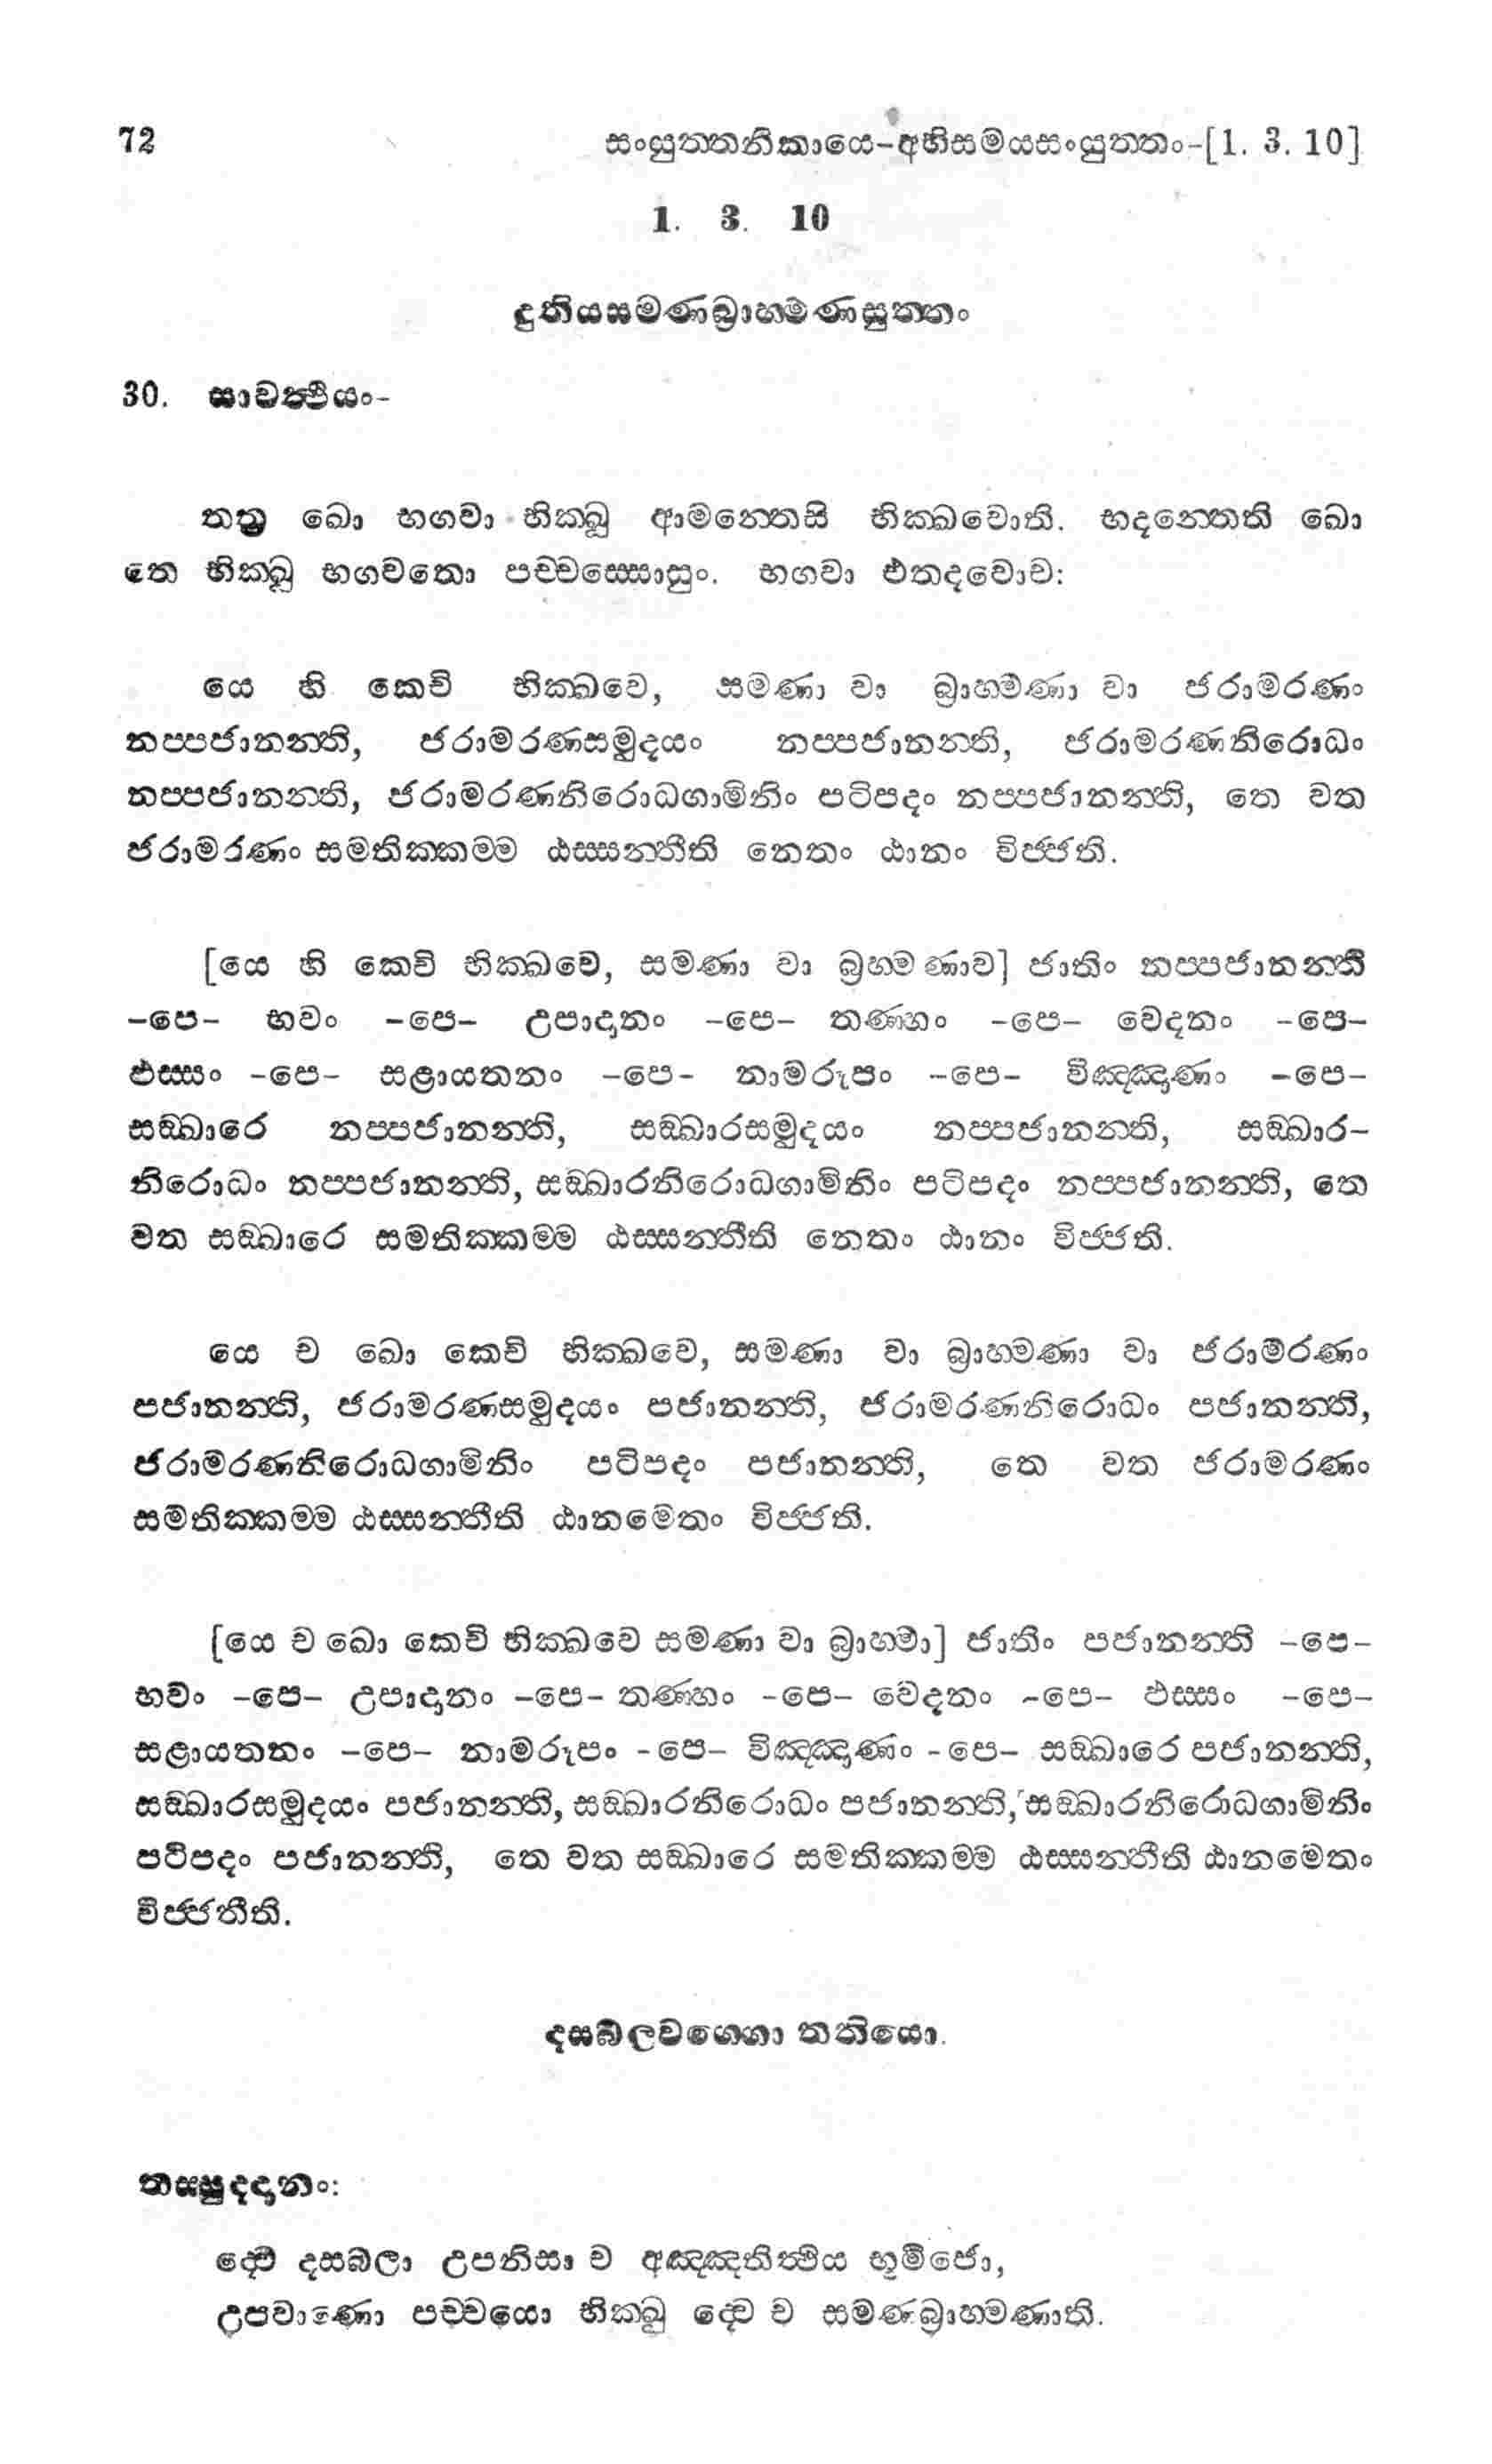 72 සංයුත්තනිකායෙ-අභිසමයසංයුත්තං-[1. 3. 10]
1. 3. 10
දුතියසමණබ්‍රාහ්මණසුත්තං
30. සාවත්ථියං-
තත්‍ර ඛො භගවා භික්ඛූ ආමන්තෙසි භික්ඛවොති. භදන්තෙති ඛො
තෙ භික්ඛූ භගවතො පච්චස්සොසුං. භගවා එතදවොච:
යෙ හි කෙචි භික්ඛවෙ, සමණා වා බ්‍රාහ්මණා වා ජරාමරණං
නප්පජානන්ති, ජරාමරණසමුදයං නප්පජානන්ති, ජරාමරණනිරොධං
නප්පජානන්ති, ජරාමරණනිරොධගාමිනිං පටිපදං නප්පජානන්ති, තෙ වත
ජරාමරණං සමතික්කම්ම ඨස්සන්තීති නෙතං ඨානං විජ්ජති.
[යෙ හි කෙචි භික්ඛවෙ, සමණා වා බ්‍රහ්මණාව] ජාතිං නප්පජානන්ති
-පෙ- භවං -පෙ- උපාදානං -පෙ- තණ්හං -පෙ- වෙදනං -පෙ-
ඵස්සං -පෙ- සළායතනං -පෙ- නාමරූපං -පෙ- විඤ්ඤාණං -පෙ-
සඞ්ඛාරෙ නප්පජානන්ති, සඞ්ඛාරසමුදයං නප්පජානන්ති, සඞ්ඛාර-
නිරොධං නප්පජානන්ති, සඞ්ඛාරනිරොධගාමිනිං පටිපදං නප්පජානන්ති, තෙ
වත සඞ්ඛාරෙ සමතික්කම්ම ඨස්සන්තීති නෙතං ඨානං විජ්ජති.
යෙ ච ඛො කෙචි භික්ඛවෙ, සමණා වා බ්‍රාහ්මණා වා ජරාමරණං
පජානන්ති, ජරාමරණසමුදයං පජානන්ති, ජරාමරණනිරොධං පජානන්ති,
ජරාමරණනිරොධගාමිනිං පටිපදං පජානන්ති, තෙ වත ජරාමරණං
සමතික්කම්ම ඨස්සන්තීති ඨානමෙතං විජ්ජති.
[යෙ ච ඛො කෙචි භික්ඛවෙ සමණා වා බ්‍රාහ්මා] ජාතිං පජානන්ති -පෙ-
භවං -පෙ- උපාදානං -පෙ- තණ්හං -පෙ- වෙදනං -පෙ- ඵස්සං -පෙ-
සළායතනං -පෙ- නාමරූපං -පෙ- විඤ්ඤාණං -පෙ- සඞ්ඛාරෙ පජානන්ති,
සඞ්ඛාරසමුදයං පජානන්ති, සඞ්ඛාරනිරොධං පජානන්ති, සඞ්ඛාරනිරොධගාමිනිං
පටිපදං පජානන්ති, තෙ වත සඞ්ඛාරෙ සමතික්කම්ම ඨස්සන්තීති ඨානමෙතං
විජ්ජතීති.
දසබලවග්ගො තතියො.
තස්සුද්දානං:
ද්වෙ දසබලා උපනිසා ච අඤ්ඤතිත්ථිය භූමිජො,
උපවාණො පච්චයො භික්ඛු ද්වෙ ච සමණබ්‍රාහ්මණාති.